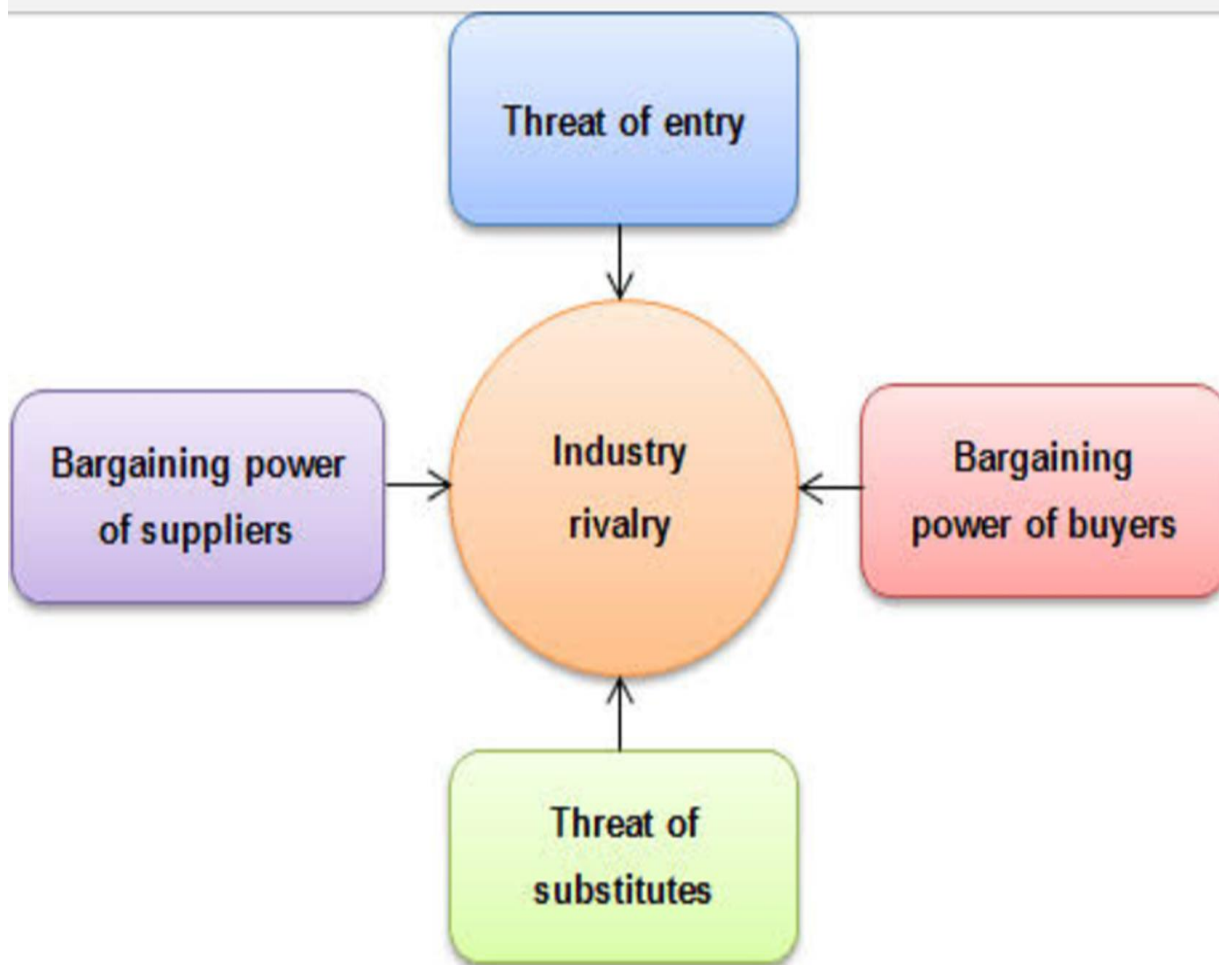 Threat of entry
Bargaining power
of suppliers
Industry
rivalry
Bargaining
power of buyers
Threat of
substitutes